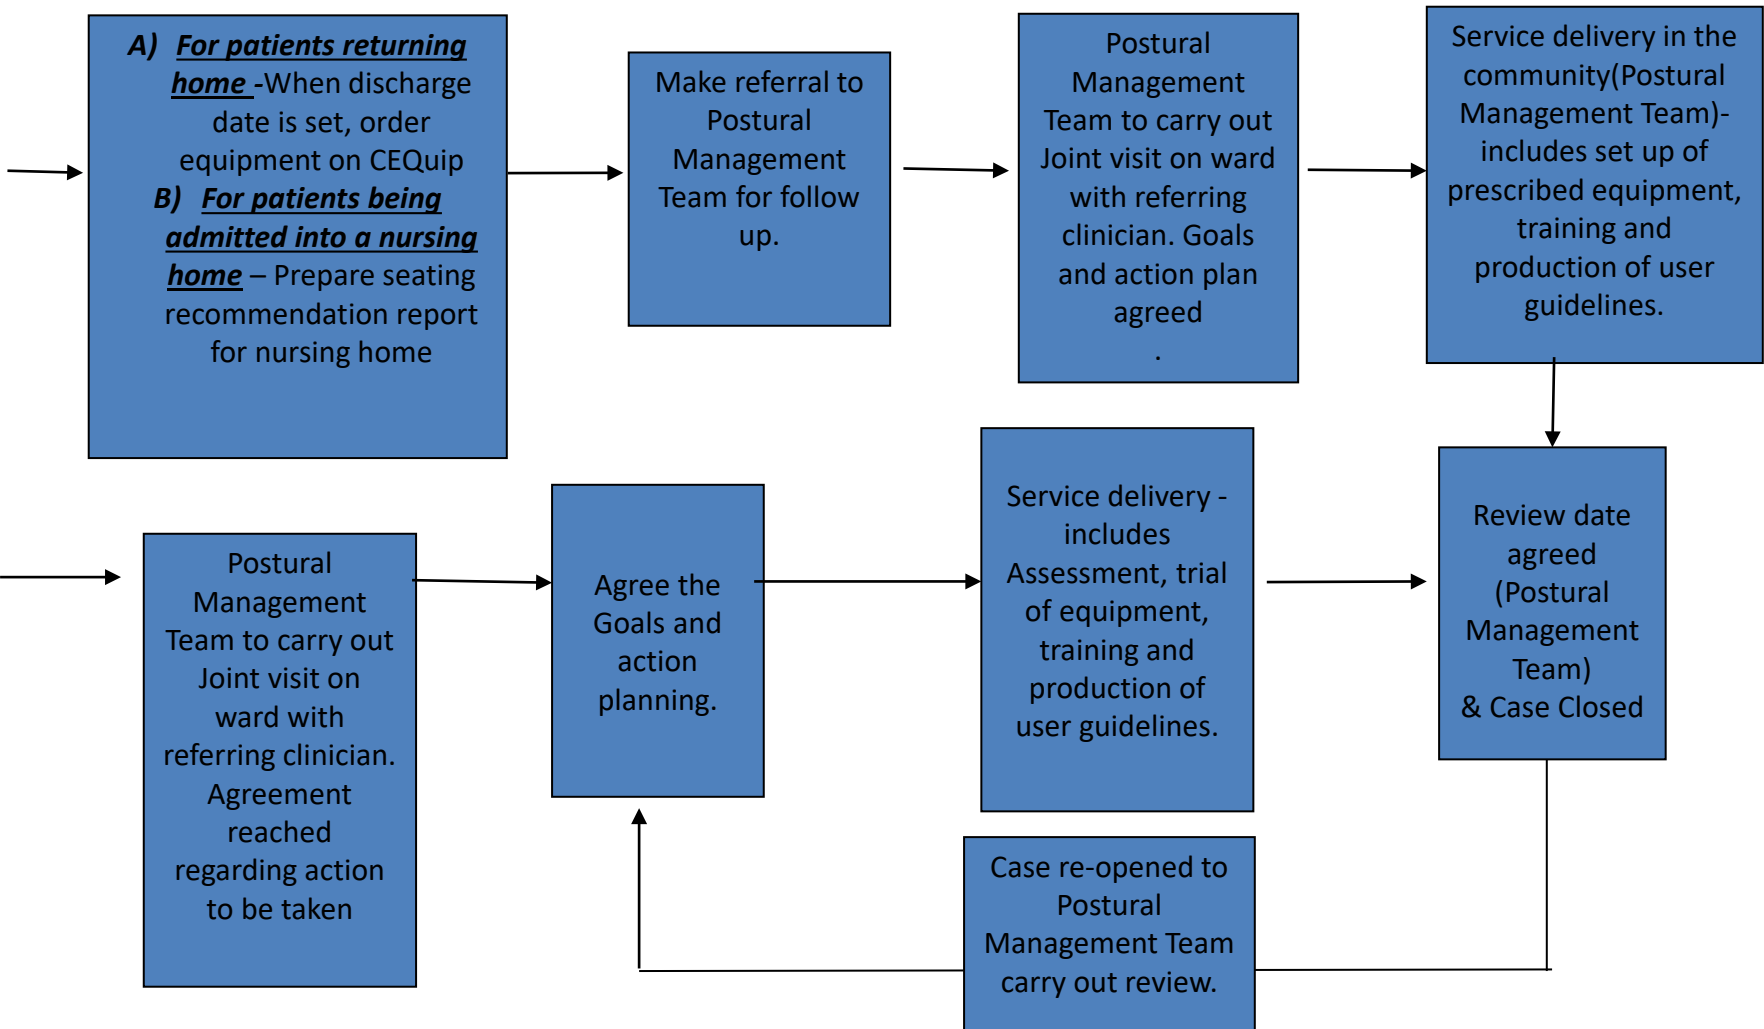 A) For patients returning
home -When discharge
date is set, order
equipment on CEQuip
B) For patients being
admitted into a nursing
home – Prepare seating
recommendation report
for nursing home
Make referral to
Postural
Management
Team for follow
up.
Postural
Management
Team to carry out
Joint visit on ward
with referring
clinician. Goals
and action plan
agreed
.
Service delivery in the
community(Postural
Management Team)-
includes set up of
prescribed equipment,
training and
production of user
guidelines.
Postural
Management
Team to carry out
Joint visit on
ward with
referring clinician.
Agreement
reached
regarding action
to be taken
Agree the
Goals and
action
planning.
Service delivery -
includes
Assessment, trial
of equipment,
training and
production of
user guidelines.
Review date
agreed
(Postural
Management
Team)
& Case Closed
Case re-opened to
Postural
Management Team
carry out review.